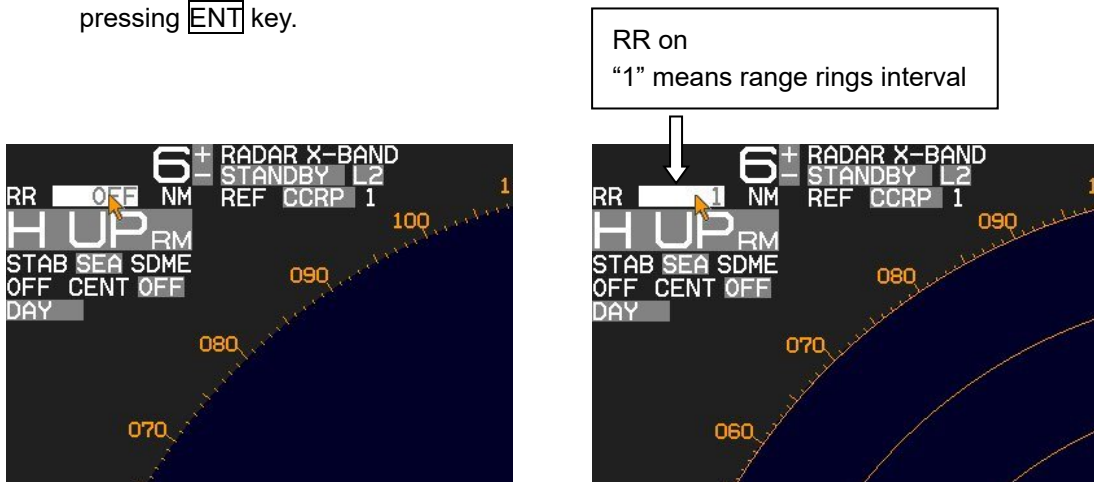 pressing ENT key.
RR on
“1” means range rings interval
6 + RADAR X-BAND
- STANDBY L2
RR OFF NM REF CCRP 1
H UP RM
STAB SEA SDME
OFF CENT OFF
DAY
1
100
090
080
070
6 + RADAR X-BAND
- STANDBY L2
RR 1 NM REF CCRP 1
H UP RM
STAB SEA SDME
OFF CENT OFF
DAY
1
090
080
070
060